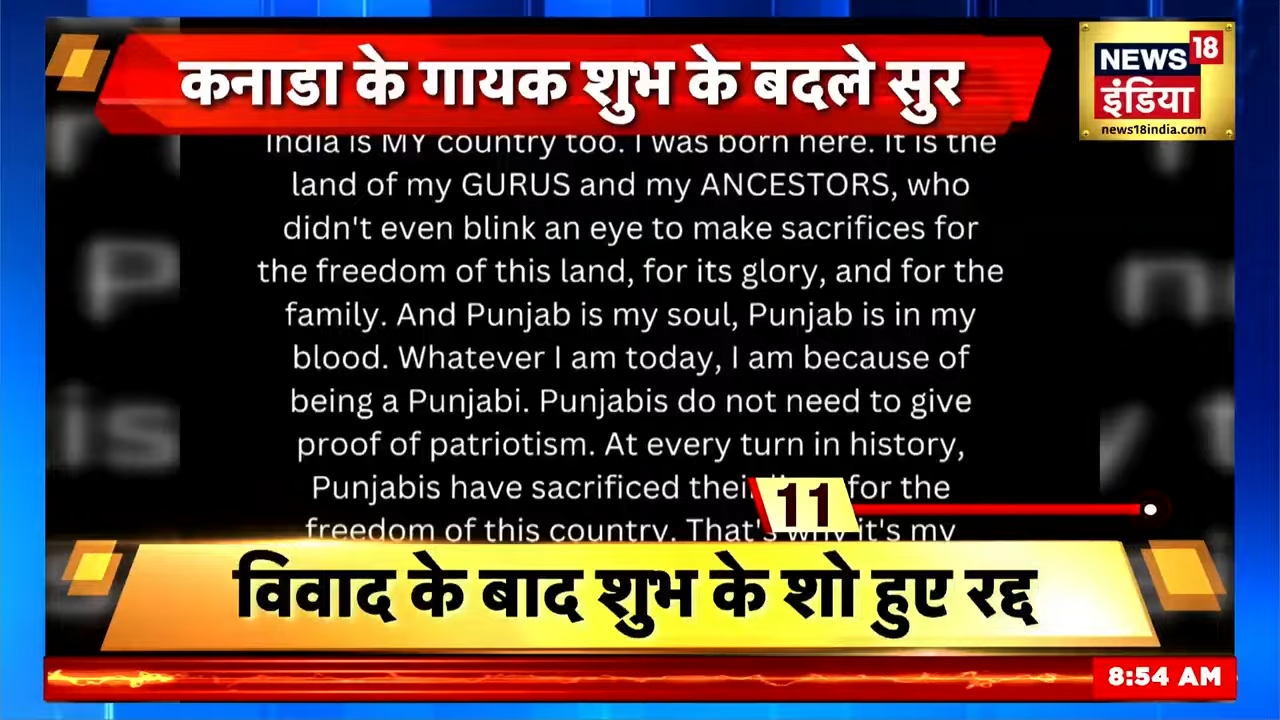 कनाडा के गायक शुभ के बदले सुर
NEWS 18
इंडिया
news18india.com
India is MY country too. I was born here. It is the
land of my GURUS and my ANCESTORS, who
didn't even blink an eye to make sacrifices for
the freedom of this land, for its glory, and for the
family. And Punjab is my soul, Punjab is in my
blood. Whatever I am today, I am because of
being a Punjabi. Punjabis do not need to give
proof of patriotism. At every turn in history,
Punjabis have sacrificed for the
freedom of this country. That's why it's my
11
विवाद के बाद शुभ के शो हुए रद्द
8:54 AM